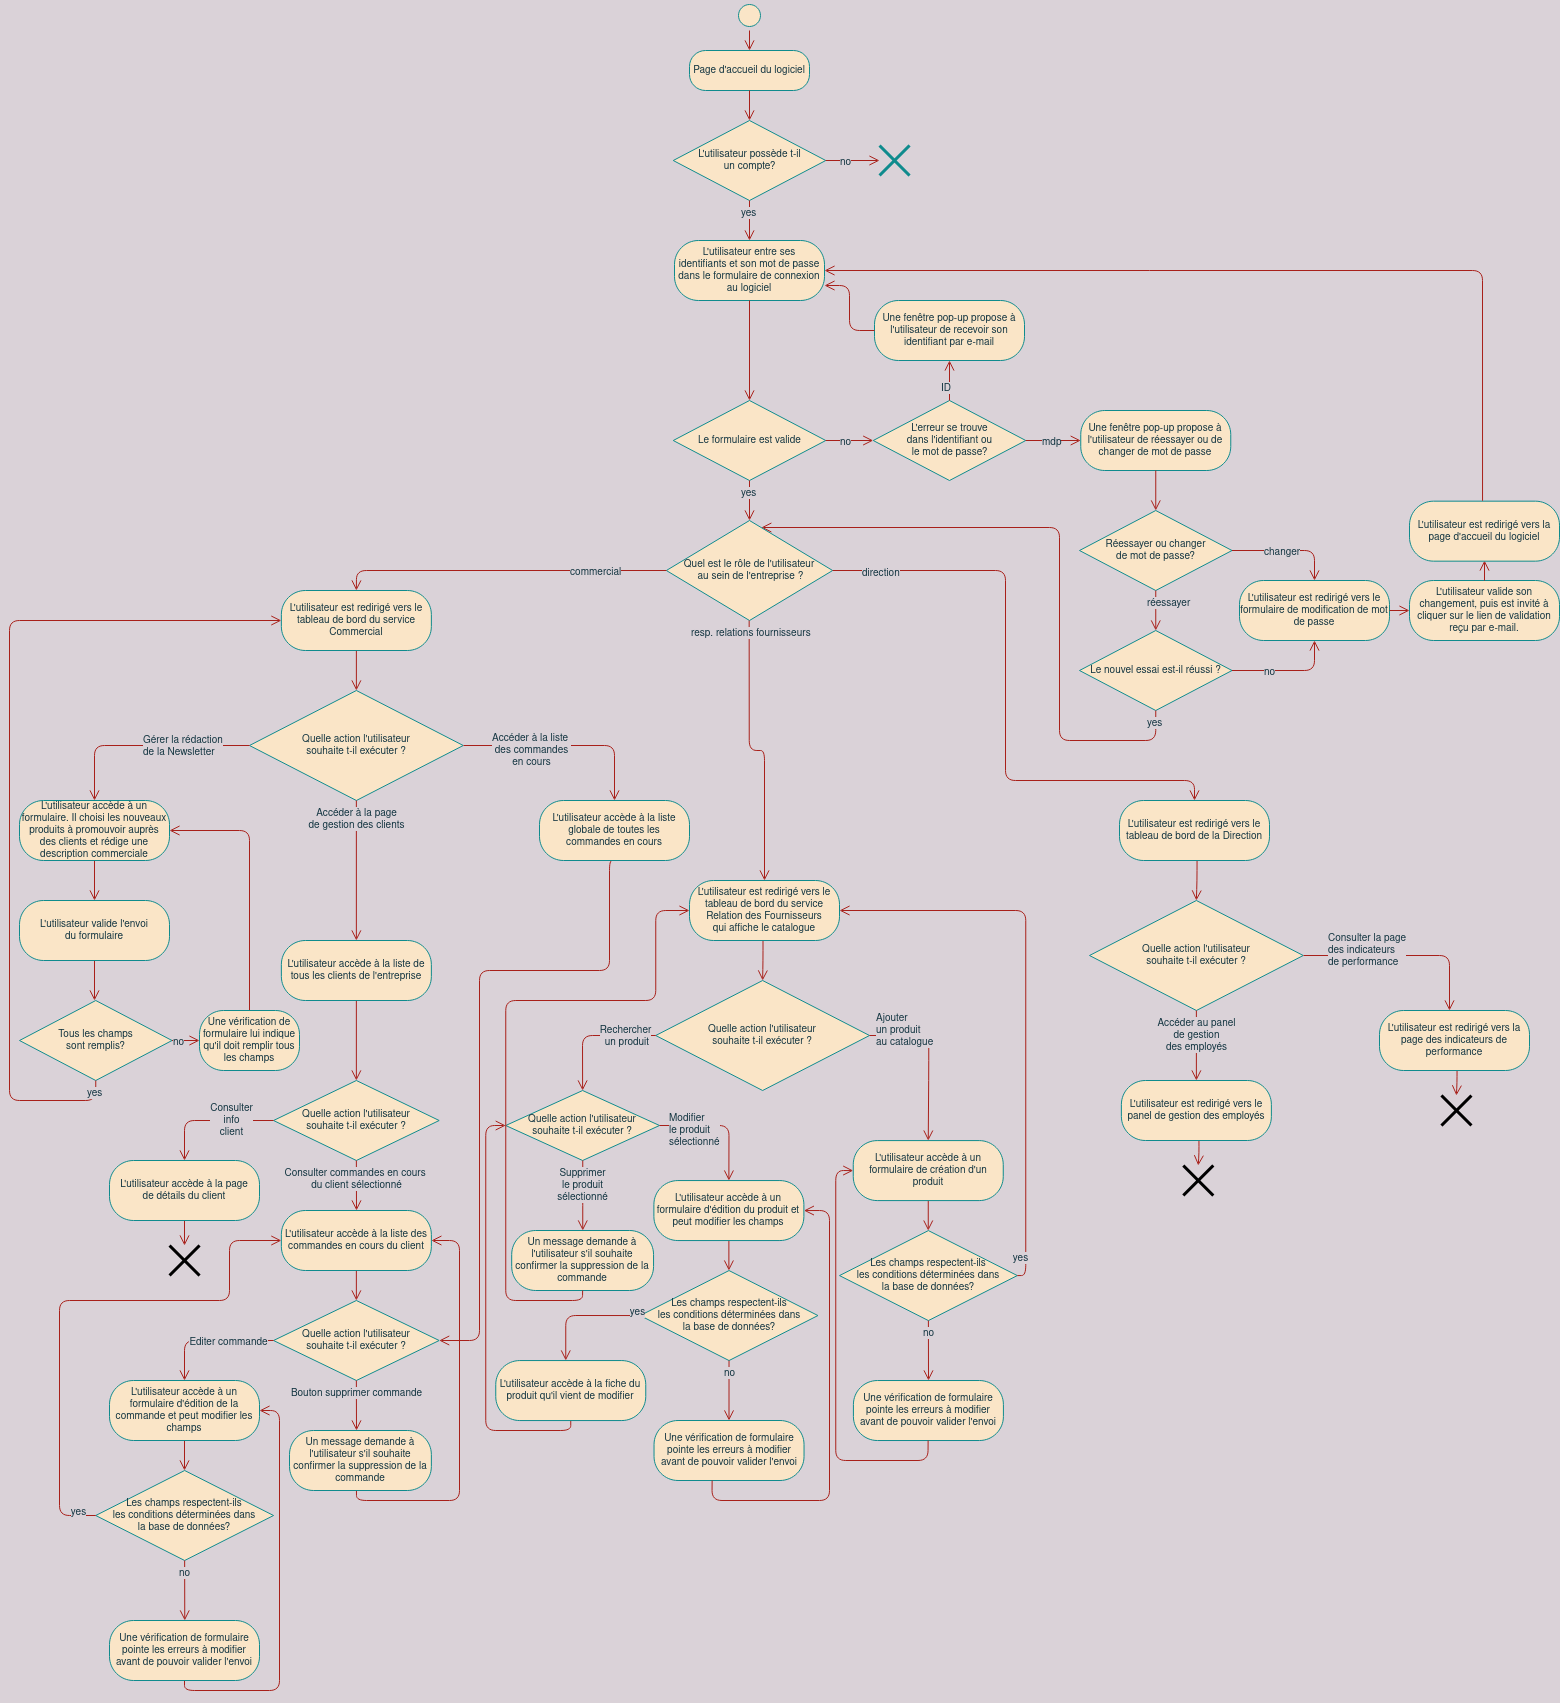 Page d'accueil du logiciel
L'utilisateur possède t-il
un compte?
no
yes
L'utilisateur entre ses
identifiants et son mot de passe
dans le formulaire de connexion
au logiciel
Une fenêtre pop-up propose à
l'utilisateur de recevoir son
identifiant par e-mail
ID
Le formulaire est valide
no
L'erreur se trouve
dans l'identifiant ou
le mot de passe?
mdp
Une fenêtre pop-up propose à
l'utilisateur de réessayer ou de
changer de mot de passe
yes
Réessayer ou changer
de mot de passe?
changer
réessayer
L'utilisateur est redirigé vers la
page d'accueil du logiciel
L'utilisateur est redirigé vers le
formulaire de modification de mot
de passe
L'utilisateur valide son
changement, puis est invité à
cliquer sur le lien de validation
reçu par e-mail.
Le nouvel essai est-il réussi ?
no
yes
Quel est le rôle de l'utilisateur
au sein de l'entreprise ?
commercial
direction
resp. relations fournisseurs
L'utilisateur est redirigé vers le
tableau de bord du service
Commercial
Quelle action l'utilisateur
souhaite t-il exécuter ?
Gérer la rédaction
de la Newsletter
Accéder à la liste
des commandes
en cours
Accéder à la page
de gestion des clients
L'utilisateur accède à un
formulaire. Il choisi les nouveaux
produits à promouvoir auprès
des clients et rédige une
description commerciale
L'utilisateur valide l'envoi
du formulaire
Tous les champs
sont remplis?
no
yes
Une vérification de
formulaire lui indique
qu'il doit remplir tous
les champs
L'utilisateur accède à la liste
globale de toutes les
commandes en cours
L'utilisateur accède à la liste de
tous les clients de l'entreprise
Quelle action l'utilisateur
souhaite t-il exécuter ?
Consulter
info
client
L'utilisateur accède à la page
de détails du client
Consulter commandes en cours
du client sélectionné
L'utilisateur accède à la liste des
commandes en cours du client
Quelle action l'utilisateur
souhaite t-il exécuter ?
Editer commande
Bouton supprimer commande
L'utilisateur accède à un
formulaire d'édition de la
commande et peut modifier les
champs
Un message demande à
l'utilisateur s'il souhaite
confirmer la suppression de la
commande
Les champs respectent-ils
les conditions déterminées dans
la base de données?
yes
no
Une vérification de formulaire
pointe les erreurs à modifier
avant de pouvoir valider l'envoi
L'utilisateur est redirigé vers le
tableau de bord du service
Relation des Fournisseurs
qui affiche le catalogue
Quelle action l'utilisateur
souhaite t-il exécuter ?
Rechercher
un produit
Ajouter
un produit
au catalogue
Quelle action l'utilisateur
souhaite t-il exécuter ?
Modifier
le produit
sélectionné
Supprimer
le produit
sélectionné
Un message demande à
l'utilisateur s'il souhaite
confirmer la suppression de la
commande
L'utilisateur accède à un
formulaire d'édition du produit et
peut modifier les champs
Les champs respectent-ils
les conditions déterminées dans
la base de données?
yes
no
L'utilisateur accède à la fiche du
produit qu'il vient de modifier
Une vérification de formulaire
pointe les erreurs à modifier
avant de pouvoir valider l'envoi
L'utilisateur accède à un
formulaire de création d'un
produit
Les champs respectent-ils
les conditions déterminées dans
la base de données?
yes
no
Une vérification de formulaire
pointe les erreurs à modifier
avant de pouvoir valider l'envoi
L'utilisateur est redirigé vers le
tableau de bord de la Direction
Quelle action l'utilisateur
souhaite t-il exécuter ?
Consulter la page
des indicateurs
de performance
Accéder au panel
de gestion
des employés
L'utilisateur est redirigé vers la
page des indicateurs de
performance
L'utilisateur est redirigé vers le
panel de gestion des employés